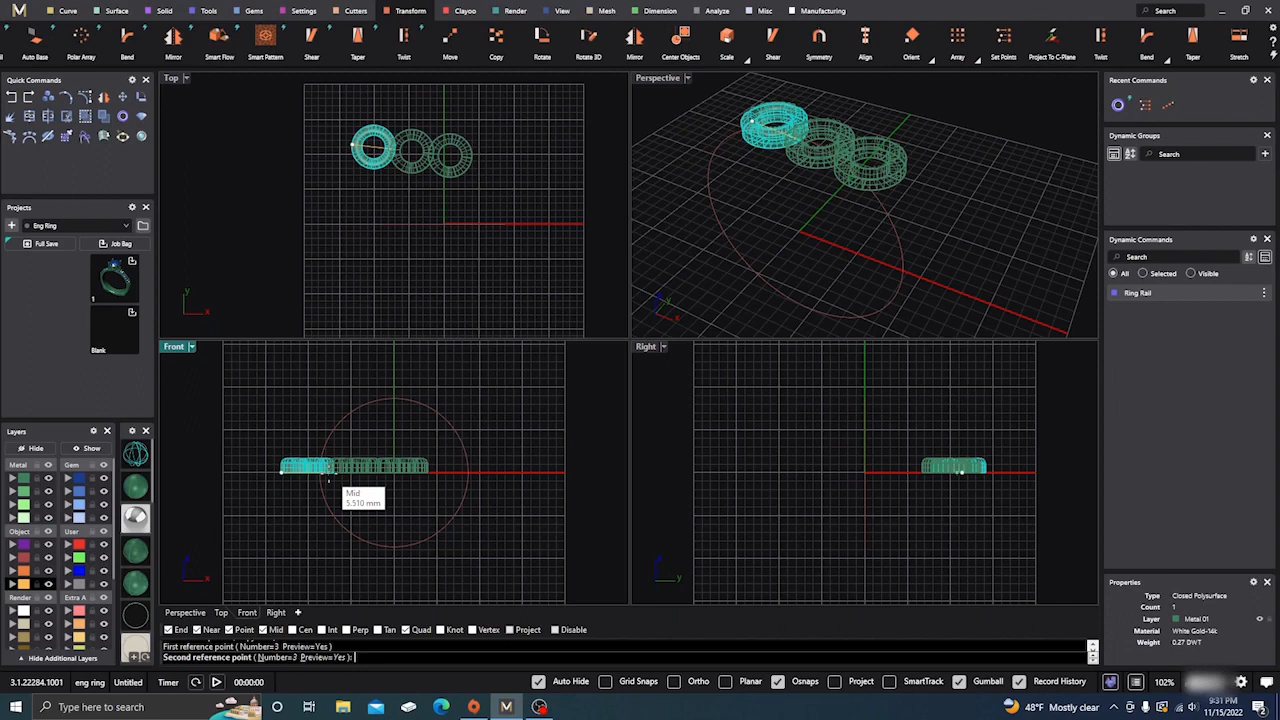 M Curve Surface Solid Tools Gems Settings Cutters Transform Clayoo Render View Mesh Dimension Analyze Misc Manufacturing Search
All Base Polar Array Bend Mirror Smart Flow Smart Pattern Shear Taper Twist Move Copy Rotate Rotate 3D Mirror Center Objects Scale Shear Symmetry Align Orient Array Set Points Project To C-Plane Twist Bend Taper Stretch
Quick Commands
Top
Perspective
Recent Commands
Dynamic Groups
Search
Projects
Eng Ring
Full Save Job Bag
1
Blank
y
x
y
x
Dynamic Commands
Search
All Selected Visible
Ring Rail
Front
Right
Mid
5.510 mm
x
y
Layers
Hide Show
Metal Gem
Object User
Render Extra A
Hide Additional Layers
Perspective Top Front Right
End Near Point Mid Cen Int Perp Tan Quad Knot Vertex Project Disable
First reference point ( Number=3 Preview=Yes )
Second reference point ( Number=3 Preview=Yes ):
Properties
Type Closed Polysurface
Count 1
Layer Metal 01
Material White Gold-14k
Weight 0.27 DWT
3.1.22284.1001 eng ring Untitled Timer 00:00:00 Auto Hide Grid Snaps Ortho Planar Osnaps Project SmartTrack Gumball Record History 102%
Type here to search
48°F Mostly clear
9:31 PM
11/15/2022